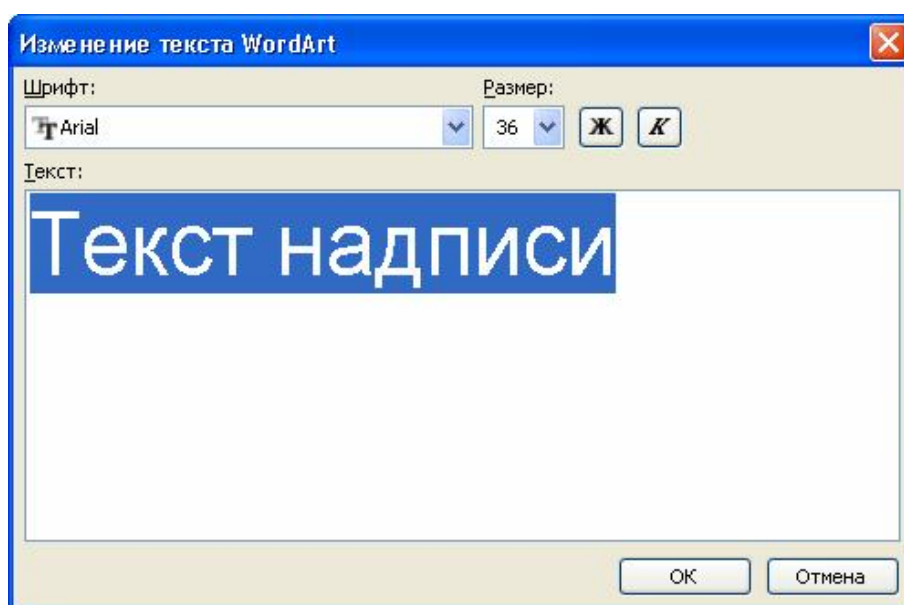 Изменение текста WordArt
Шрифт: Размер:
Arial 36 Ж К
Текст:
Текст надписи
ОК Отмена